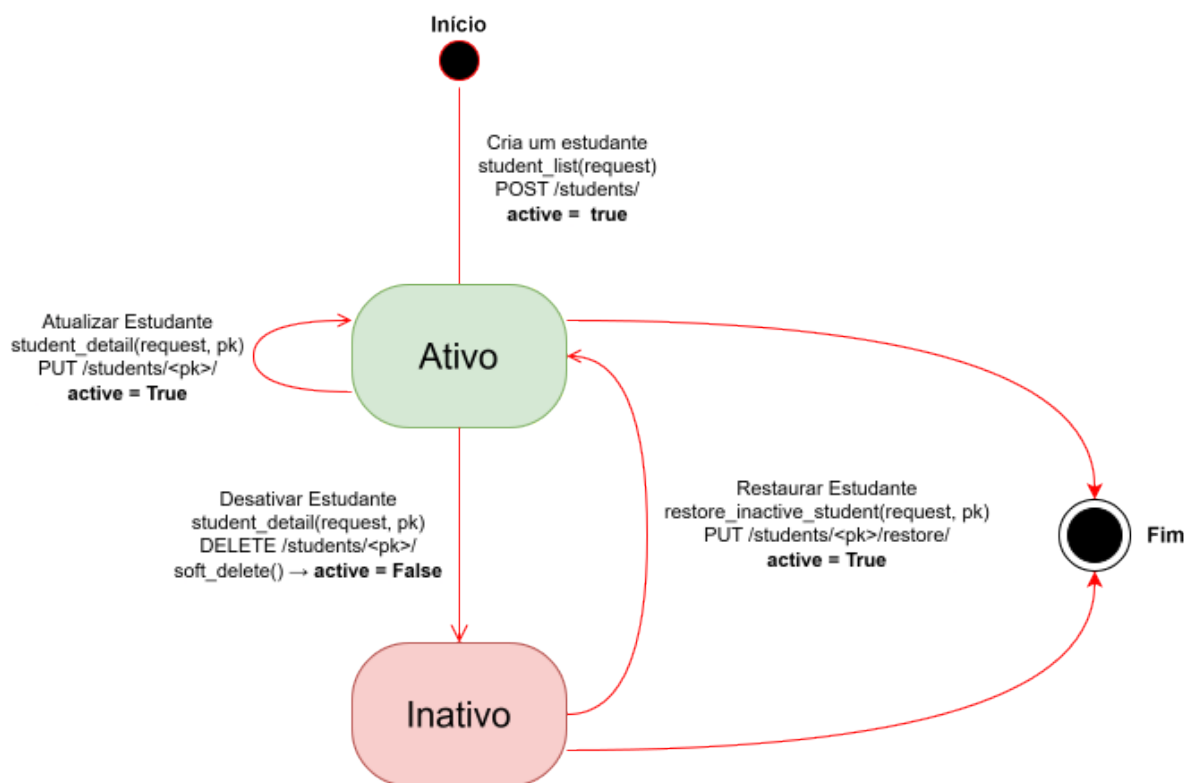 Início
Cria um estudante
student_list(request)
POST /students/
active =  true
Ativo
Atualizar Estudante
student_detail(request, pk)
PUT /students/<pk>/
active = True
Desativar Estudante
student_detail(request, pk)
DELETE /students/<pk>/
soft_delete() → active = False
Restaurar Estudante
restore_inactive_student(request, pk)
PUT /students/<pk>/restore/
active = True
Fim
Inativo